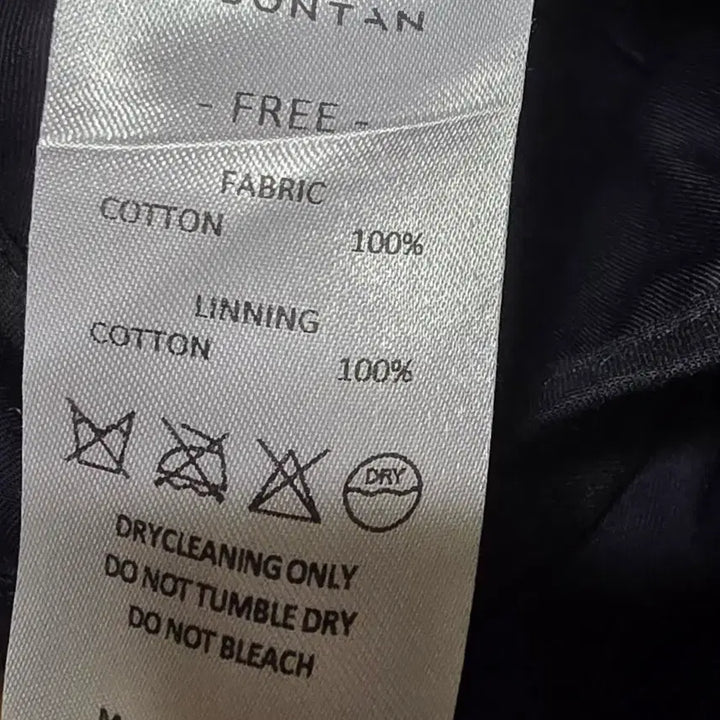 - FREE -
FABRIC
COTTON 100%
LINNING
COTTON 100%
DRY
DRYCLEANING ONLY
DO NOT TUMBLE DRY
DO NOT BLEACH